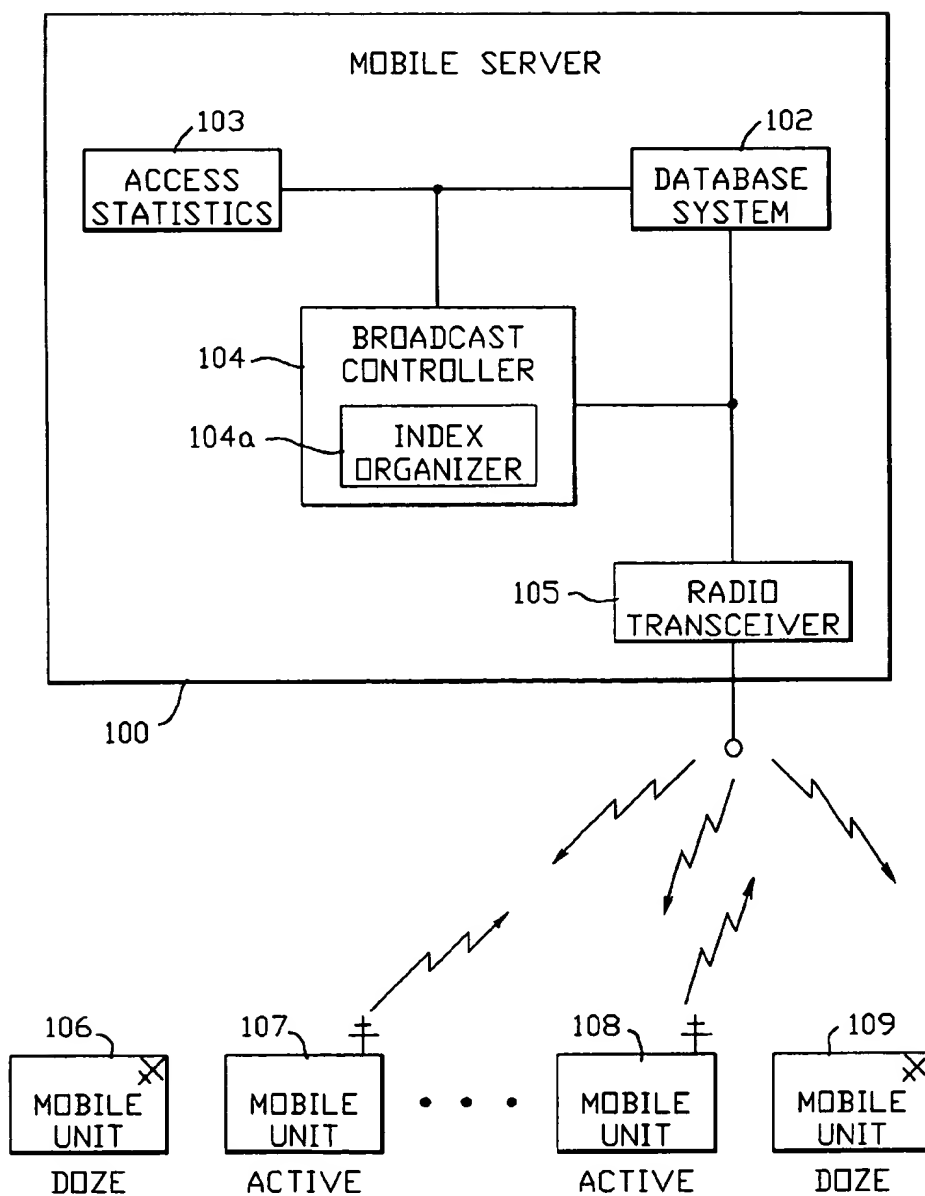 MOBILE SERVER
103
102
ACCESS
STATISTICS
DATABASE
SYSTEM
104
BROADCAST
CONTROLLER
104a
INDEX
ORGANIZER
105
RADIO
TRANSCEIVER
100
106
107
108
109
MOBILE
UNIT
MOBILE
UNIT
MOBILE
UNIT
MOBILE
UNIT
DOZE
ACTIVE
ACTIVE
DOZE